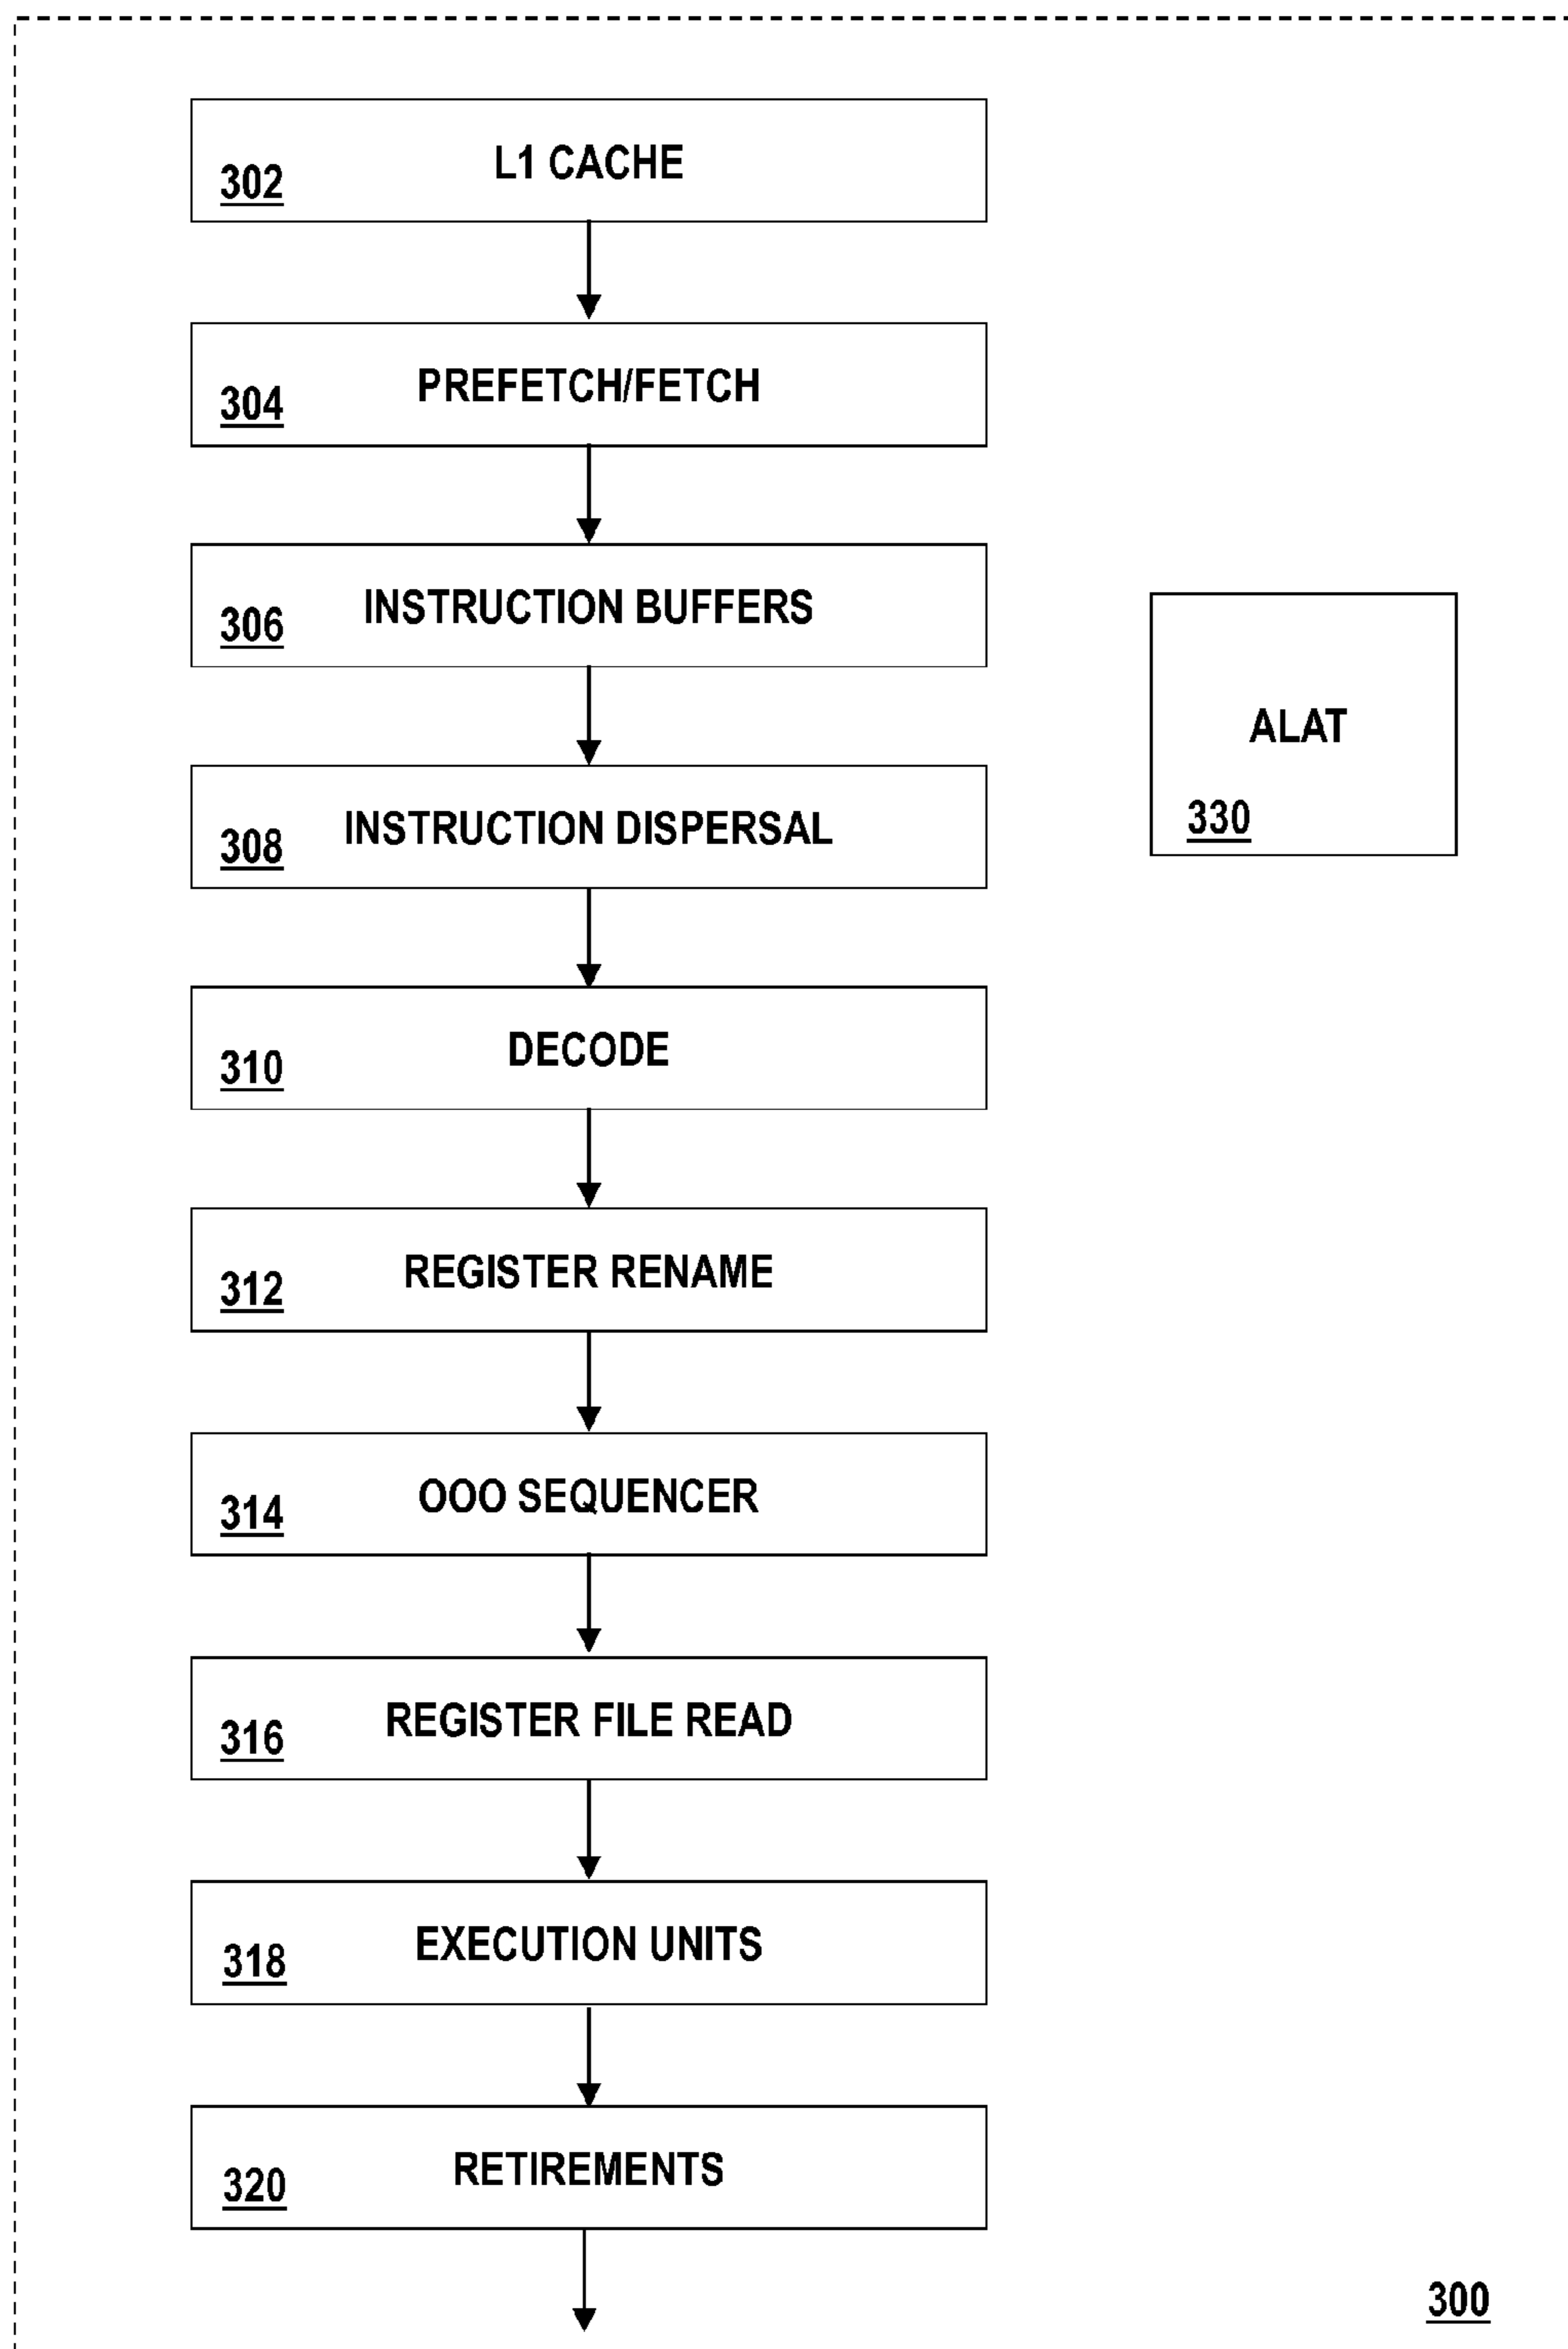 L1 CACHE
302
PREFETCH/FETCH
304
INSTRUCTION BUFFERS
306
ALAT
330
INSTRUCTION DISPERSAL
308
DECODE
310
REGISTER RENAME
312
OOO SEQUENCER
314
REGISTER FILE READ
316
EXECUTION UNITS
318
RETIREMENTS
320
300